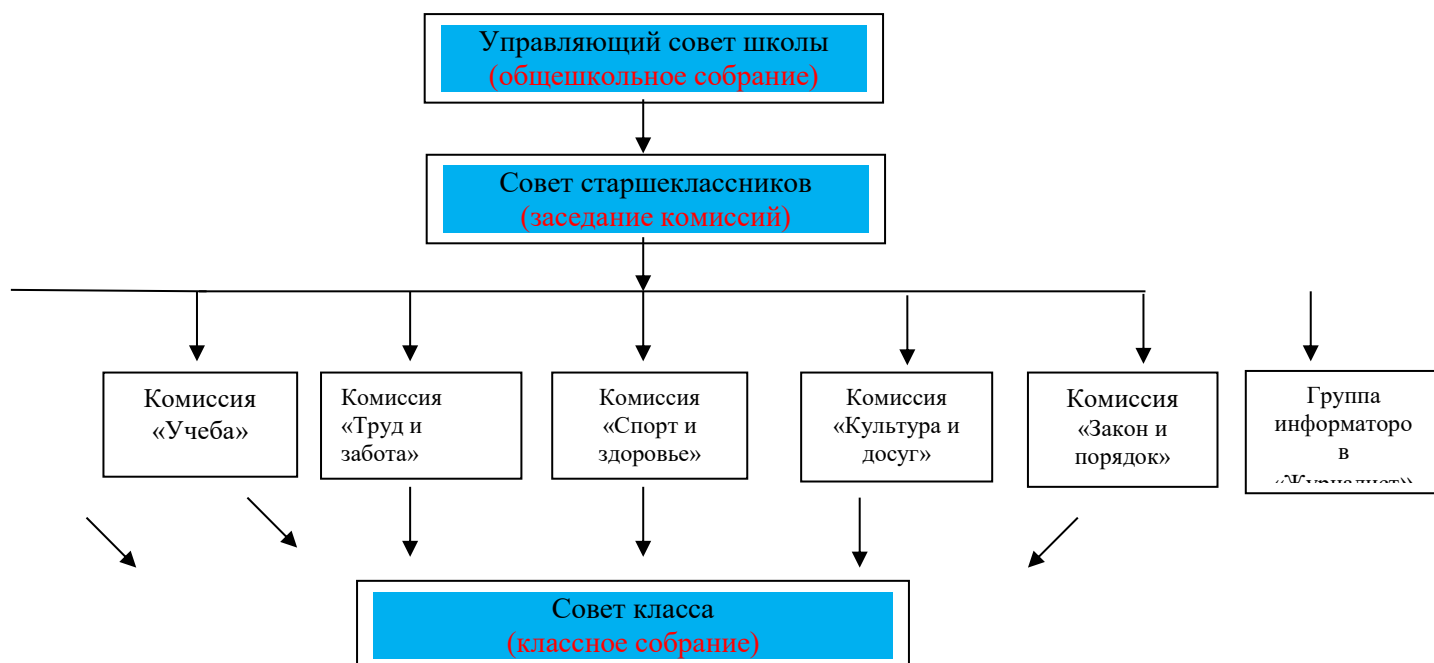 Управляющий совет школы
(общешкольное собрание)
Совет старшеклассников
(заседание комиссий)
Комиссия
«Учеба»
Комиссия
«Труд и
забота»
Комиссия
«Спорт и
здоровье»
Комиссия
«Культура и
досуг»
Комиссия
«Закон и
порядок»
Группа
информаторо
в
«Журналист»
Совет класса
(классное собрание)